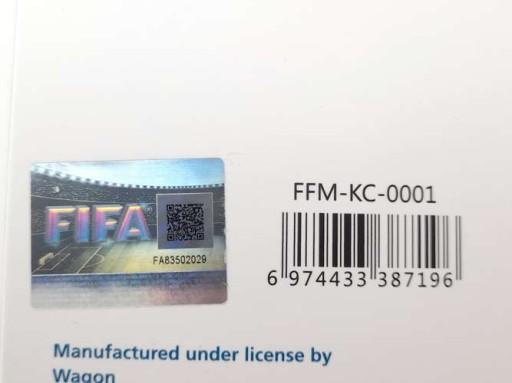 FFM-KC-0001
FIFA®
FA83502029
6 974433 387196
Manufactured under license by
Wagon